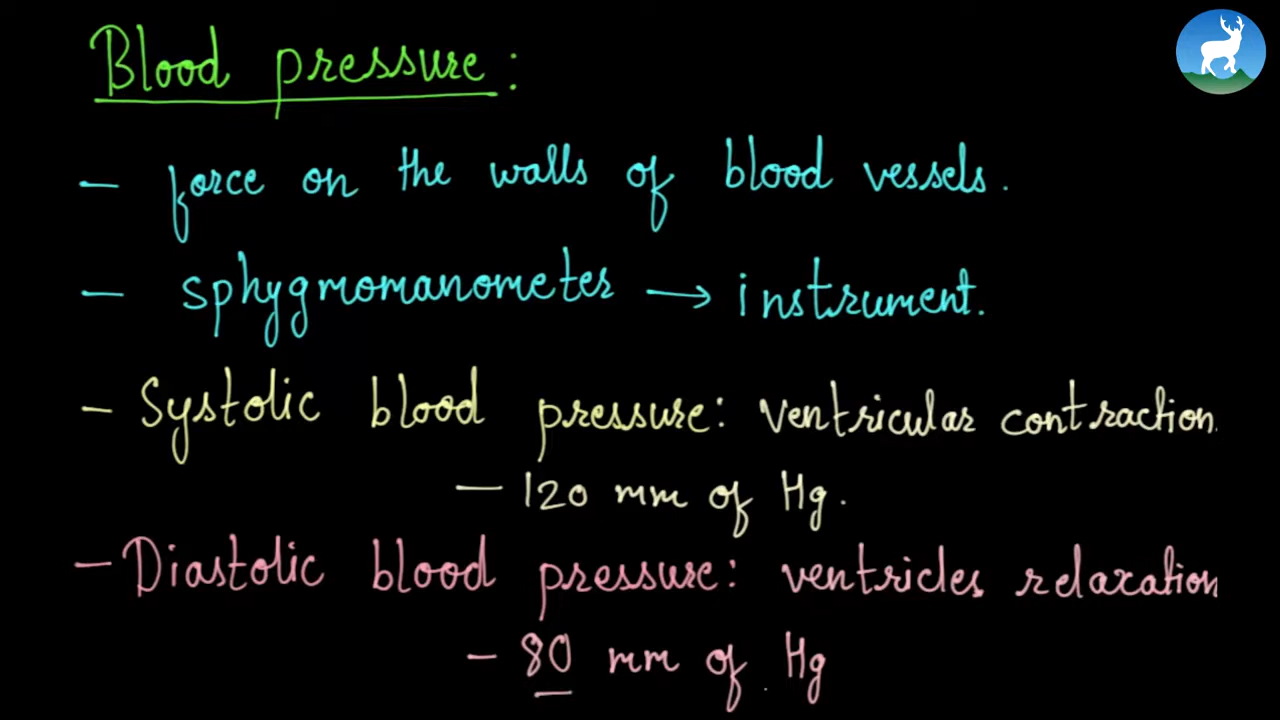 Blood pressure:
- force on the walls of blood vessels.
- sphygmomanometer → instrument.
- Systolic blood pressure: ventricular contraction.
- 120 mm of Hg.
- Diastolic blood pressure: ventricles relaxation
- 80 mm of Hg